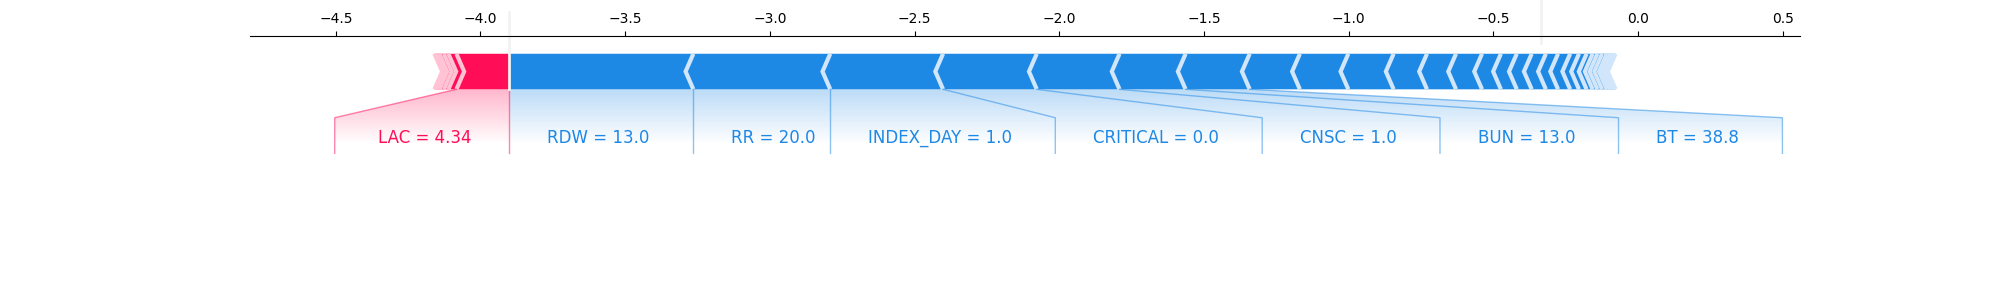 −4.5 −4.0 −3.5 −3.0 −2.5 −2.0 −1.5 −1.0 −0.5 0.0 0.5
LAC = 4.34 RDW = 13.0 RR = 20.0 INDEX_DAY = 1.0 CRITICAL = 0.0 CNSC = 1.0 BUN = 13.0 BT = 38.8